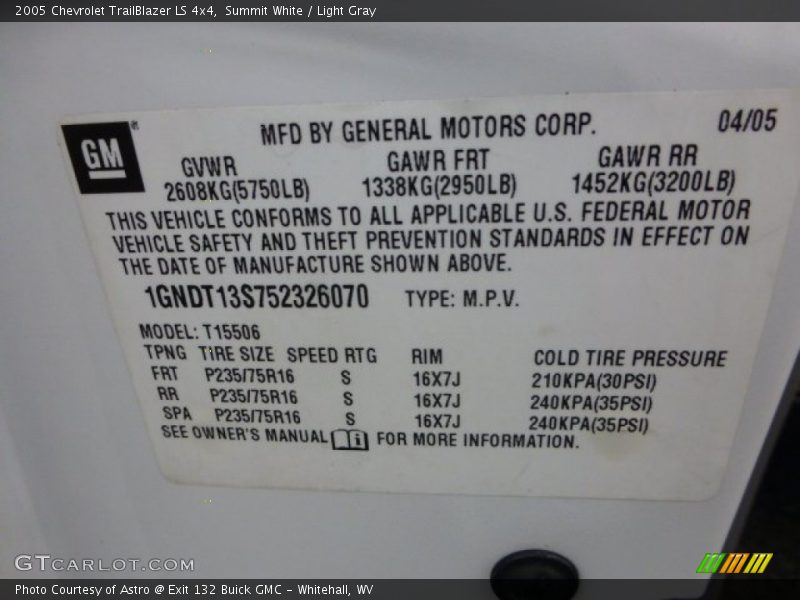 2005 Chevrolet TrailBlazer LS 4x4, Summit White / Light Gray
GM
MFD BY GENERAL MOTORS CORP. 04/05
GVWR GAWR FRT GAWR RR
2608KG(5750LB) 1338KG(2950LB) 1452KG(3200LB)
THIS VEHICLE CONFORMS TO ALL APPLICABLE U.S. FEDERAL MOTOR
VEHICLE SAFETY AND THEFT PREVENTION STANDARDS IN EFFECT ON
THE DATE OF MANUFACTURE SHOWN ABOVE.
1GNDT13S752326070 TYPE: M.P.V.
MODEL: T15506
TPNG TIRE SIZE SPEED RTG RIM COLD TIRE PRESSURE
FRT P235/75R16 S 16X7J 210KPA(30PSI)
RR P235/75R16 S 16X7J 240KPA(35PSI)
SPA P235/75R16 S 16X7J 240KPA(35PSI)
SEE OWNER'S MANUAL FOR MORE INFORMATION.
GTCARLOT.COM
Photo Courtesy of Astro @ Exit 132 Buick GMC - Whitehall, WV